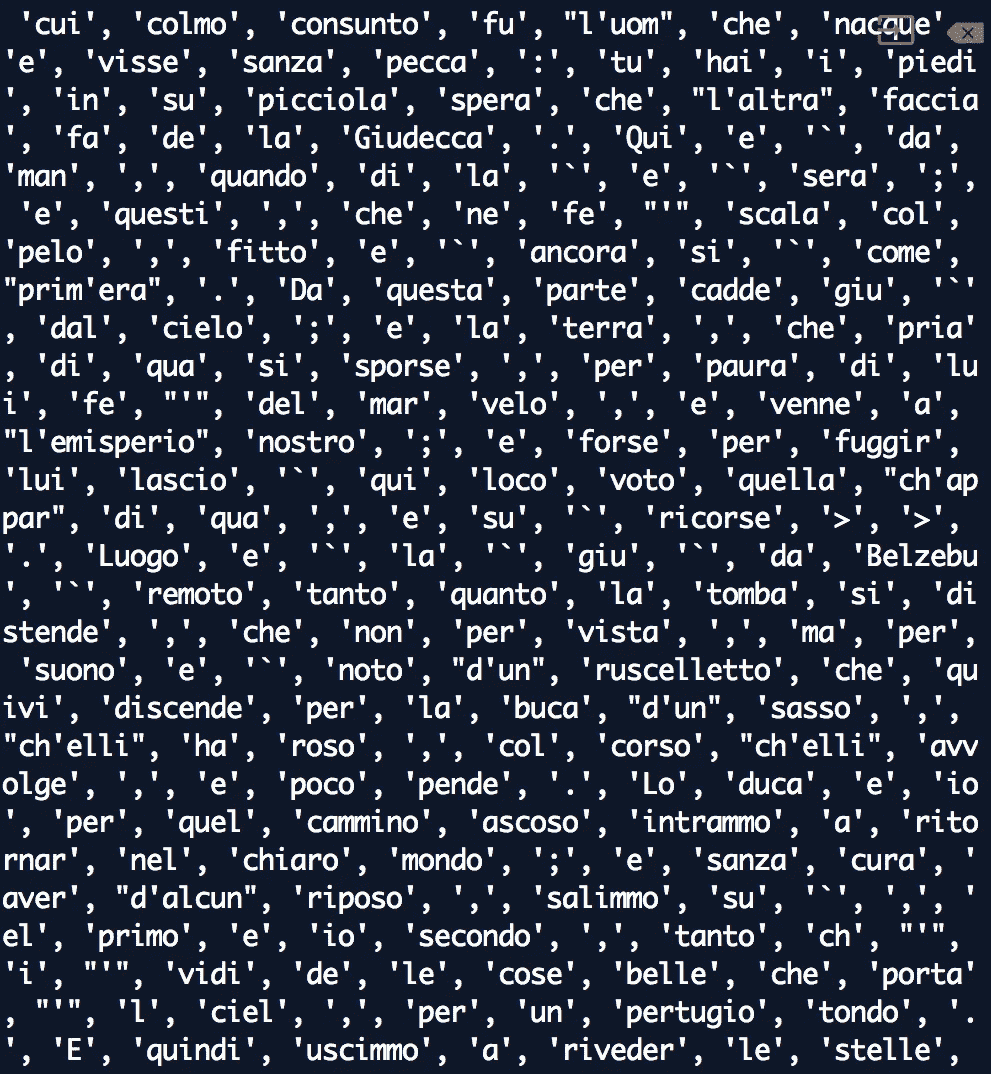 'cui', 'colmo', 'consunto', 'fu', "l'uom", 'che', 'nacque',
'e', 'visse', 'sanza', 'pecca', ':', 'tu', 'hai', 'i', 'piedi
', 'in', 'su', 'picciola', 'spera', 'che', "l'altra", 'faccia
', 'fa', 'de', 'la', 'Giudecca', '.', 'Qui', 'e', '`', 'da',
'man', ',', 'quando', 'di', 'la', '`', 'e', '`', 'sera', ';',
'e', 'questi', ',', 'che', 'ne', 'fe', "'", 'scala', 'col',
'pelo', ',', 'fitto', 'e', '`', 'ancora', 'si', '`', 'come',
"prim'era", '.', 'Da', 'questa', 'parte', 'cadde', 'giu', '`'
, 'dal', 'cielo', ';', 'e', 'la', 'terra', ',', 'che', 'pria'
, 'di', 'qua', 'si', 'sporse', ',', 'per', 'paura', 'di', 'lu
i', 'fe', "'", 'del', 'mar', 'velo', ',', 'e', 'venne', 'a',
"l'emisperio", 'nostro', ';', 'e', 'forse', 'per', 'fuggir',
'lui', 'lascio', '`', 'qui', 'loco', 'voto', 'quella', "ch'ap
par", 'di', 'qua', ',', 'e', 'su', '`', 'ricorse', '>', '>',
'.', 'Luogo', 'e', '`', 'la', '`', 'giu', '`', 'da', 'Belzebu
', '`', 'remoto', 'tanto', 'quanto', 'la', 'tomba', 'si', 'di
stende', ',', 'che', 'non', 'per', 'vista', ',', 'ma', 'per',
'suono', 'e', '`', 'noto', "d'un", 'ruscelletto', 'che', 'qu
ivi', 'discende', 'per', 'la', 'buca', "d'un", 'sasso', ',',
"ch'elli", 'ha', 'roso', ',', 'col', 'corso', "ch'elli", 'avv
olge', ',', 'e', 'poco', 'pende', '.', 'Lo', 'duca', 'e', 'io
', 'per', 'quel', 'cammino', 'ascoso', 'intrammo', 'a', 'rito
rnar', 'nel', 'chiaro', 'mondo', ';', 'e', 'sanza', 'cura', '
aver', "d'alcun", 'riposo', ',', 'salimmo', 'su', '`', ',', '
el', 'primo', 'e', 'io', 'secondo', ',', 'tanto', 'ch', "'",
'i', "'", 'vidi', 'de', 'le', 'cose', 'belle', 'che', 'porta'
, "'", 'l', 'ciel', ',', 'per', 'un', 'pertugio', 'tondo', '.
', 'E', 'quindi', 'uscimmo', 'a', 'riveder', 'le', 'stelle',